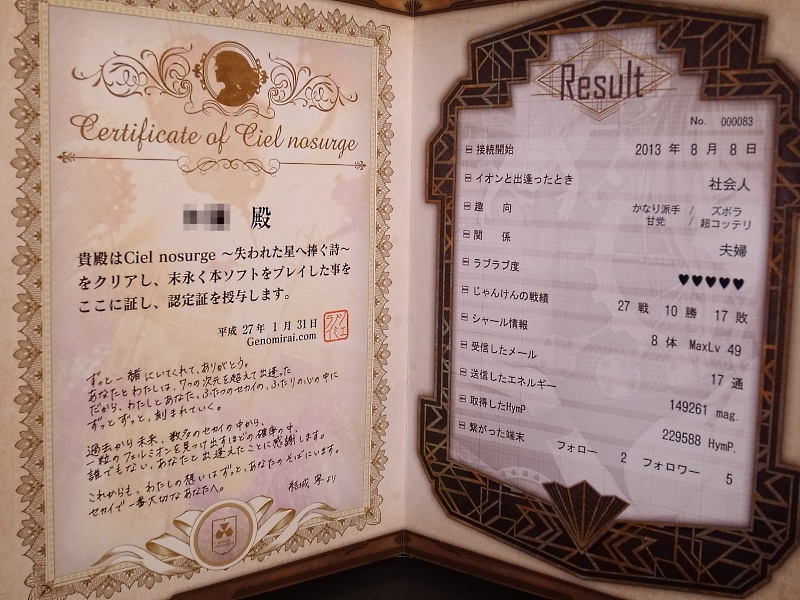 Certificate of Ciel nosurge
殿
貴殿はCiel nosurge ～失われた星へ捧ぐ詩～
をクリアし、末永く本ソフトをプレイした事を
ここに証し、認定証を授与します。
平成 27年 1月 31日
Genomirai.com
ずっと一緒にいてくれて、ありがとう。
あなたとわたしは、7つの次元を超えて出逢った
だから、わたしとあなた、ふたつのセカイの、ふたりの心の中に
ずっとずっと、刻まれていく。
過去から未来、数多のセカイの中から、
一粒のフェルミオンを見つけ出すほどの確率の中、
誰でもない、あなたと出逢えたことに感謝します。
これからも、わたしの想いはずっと、あなたのそばにいます。
セカイで一番大切なあなたへ。
結城 寧より
Result
No. 000083
接続開始 2013 年 8 月 8 日
イオンと出逢ったとき 社会人
趣 向 かなり派手 / ズボラ
甘党 / 超コッテリ
関 係 夫婦
ラブラブ度 ♥♥♥♥♥
じゃんけんの戦績 27 戦 10 勝 17 敗
シャール情報 8 体 MaxLv 49
受信したメール 17 通
送信したエネルギー 149261 mag.
取得したHymP 229588 HymP.
繋がった端末 フォロー 2 フォロワー 5